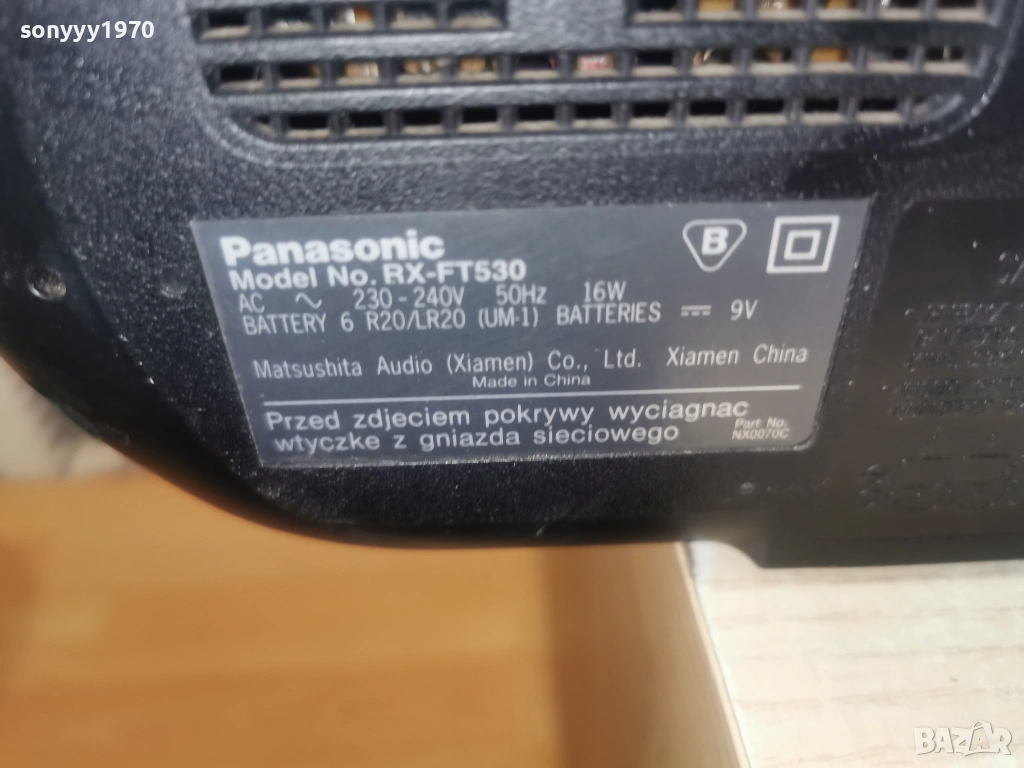 sonyyy1970
Panasonic
Model No. RX-FT530
AC ~ 230-240V 50Hz 16W
BATTERY 6 R20/LR20 (UM-1) BATTERIES ⎓ 9V
B
Matsushita Audio (Xiamen) Co., Ltd. Xiamen China
Made in China
Przed zdjeciem pokrywy wyciagnac
wtyczke z gniazda sieciowego
Part No.
NX0070C
BAZAR